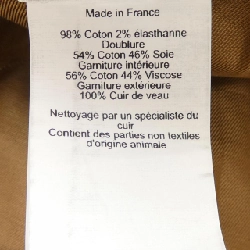 Made in France
98% Coton 2% elasthanne
Doublure
54% Coton 46% Soie
Garniture intérieure
56% Coton 44% Viscose
Garniture extérieure
100% Cuir de veau
Nettoyage par un spécialiste du
cuir
Contient des parties non textiles
d'origine animale